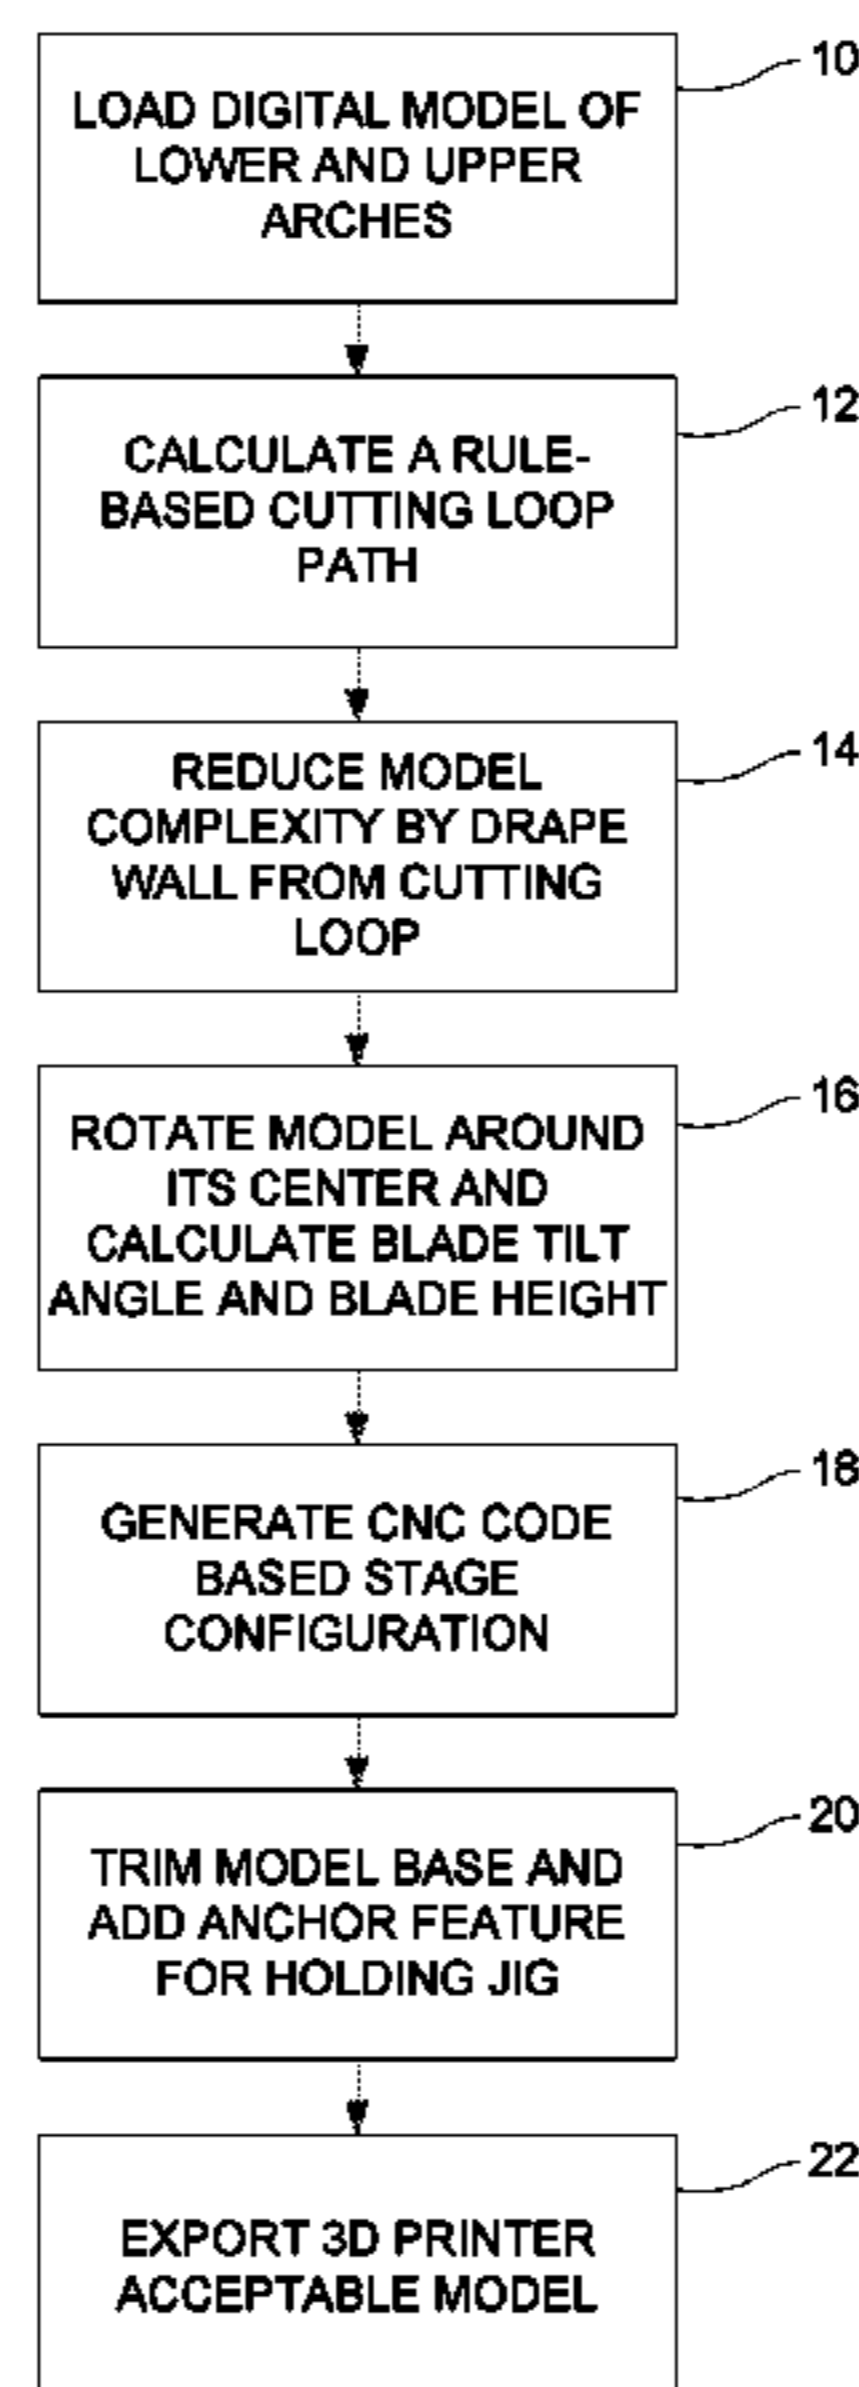 10
LOAD DIGITAL MODEL OF
LOWER AND UPPER
ARCHES
12
CALCULATE A RULE-
BASED CUTTING LOOP
PATH
14
REDUCE MODEL
COMPLEXITY BY DRAPE
WALL FROM CUTTING
LOOP
16
ROTATE MODEL AROUND
ITS CENTER AND
CALCULATE BLADE TILT
ANGLE AND BLADE HEIGHT
18
GENERATE CNC CODE
BASED STAGE
CONFIGURATION
20
TRIM MODEL BASE AND
ADD ANCHOR FEATURE
FOR HOLDING JIG
22
EXPORT 3D PRINTER
ACCEPTABLE MODEL